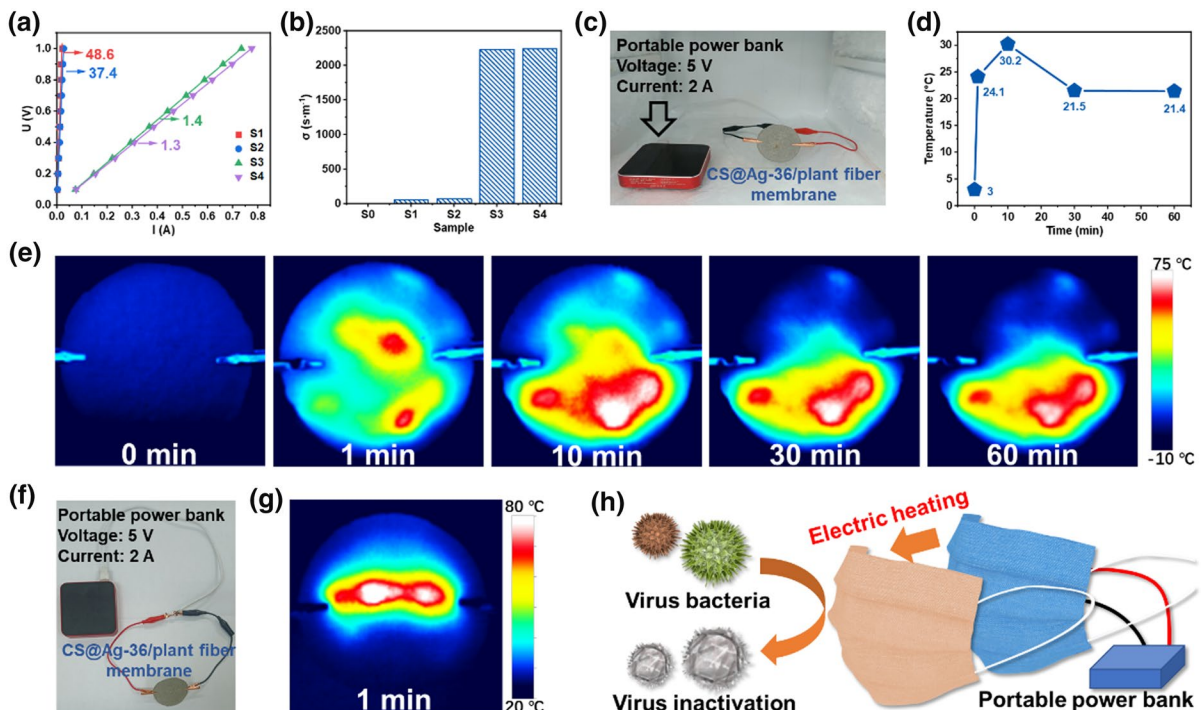 (a)
U (V)
1.0
0.8
0.6
0.4
0.2
0.0
0.0 0.1 0.2 0.3 0.4 0.5 0.6 0.7 0.8
I (A)
48.6
37.4
1.4
1.3
S1
S2
S3
S4
(b)
σ (s·m⁻¹)
2500
2250
2000
1750
1500
1250
1000
750
500
250
0
S0 S1 S2 S3 S4
Sample
(c)
Portable power bank
Voltage: 5 V
Current: 2 A
CS@Ag-36/plant fiber
membrane
(d)
Temperature (°C)
30
25
20
15
10
5
0
0 10 20 30 40 50 60
Time (min)
3
24.1
30.2
21.5
21.4
(e)
0 min
1 min
10 min
30 min
60 min
75 °C
-10 °C
(f)
Portable power bank
Voltage: 5 V
Current: 2 A
CS@Ag-36/plant fiber
membrane
(g)
80 °C
1 min
20 °C
(h)
Electric heating
Virus bacteria
Virus inactivation
Portable power bank